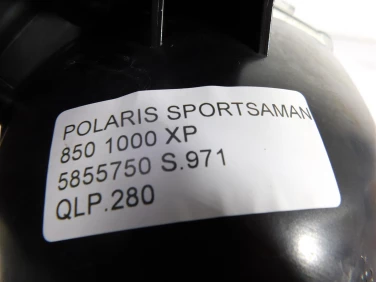 POLARIS SPORTSAMAN
850 1000 XP
5855750 S.971
QLP.280